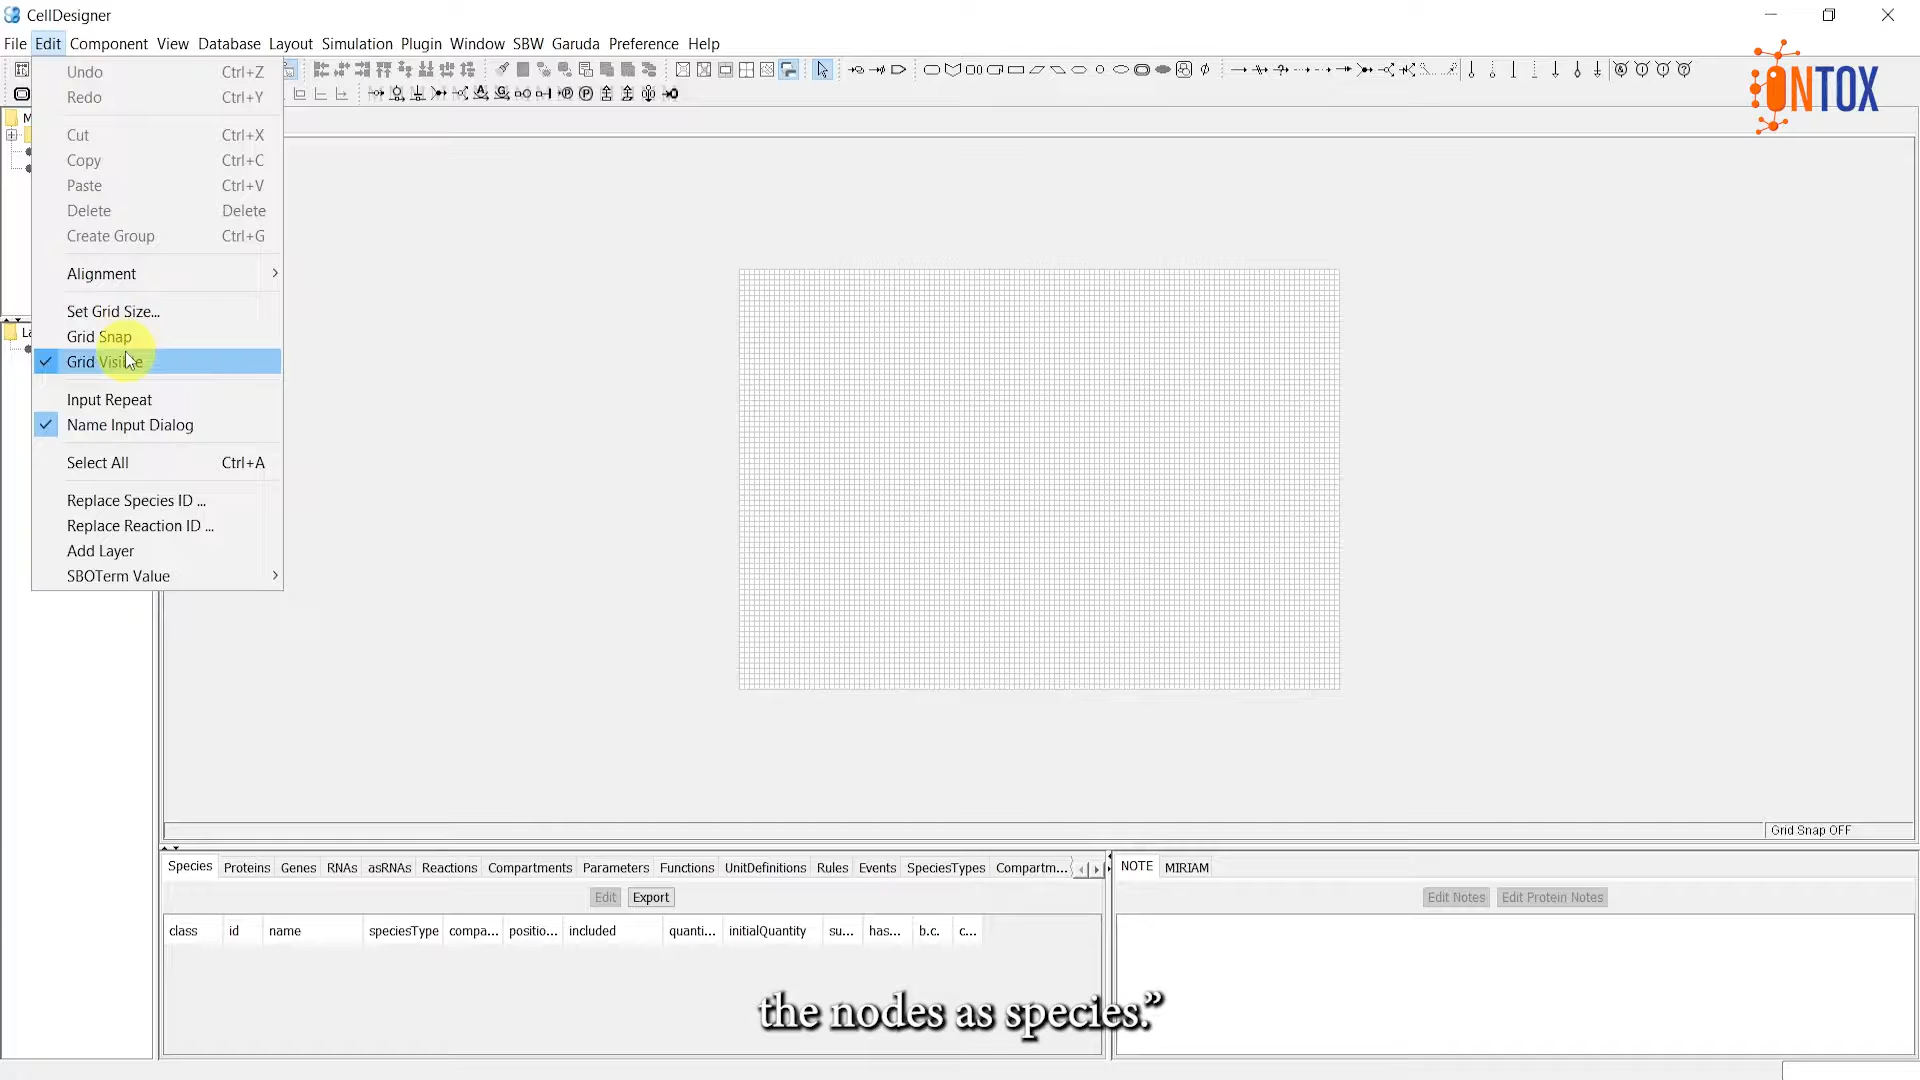 CellDesigner
File Edit Component View Database Layout Simulation Plugin Window SBW Garuda Preference Help
Undo Ctrl+Z
Redo Ctrl+Y
Cut Ctrl+X
Copy Ctrl+C
Paste Ctrl+V
Delete Delete
Create Group Ctrl+G
Alignment
Set Grid Size...
Grid Snap
Grid Visible
Input Repeat
Name Input Dialog
Select All Ctrl+A
Replace Species ID ...
Replace Reaction ID ...
Add Layer
SBOTerm Value
ONTOX
Grid Snap OFF
Species Proteins Genes RNAs asRNAs Reactions Compartments Parameters Functions UnitDefinitions Rules Events SpeciesTypes Compartm...
Edit Export
class id name speciesType compa... positio... included quanti... initialQuantity su... has... b.c. c...
NOTE MIRIAM
Edit Notes Edit Protein Notes
the nodes as species.”